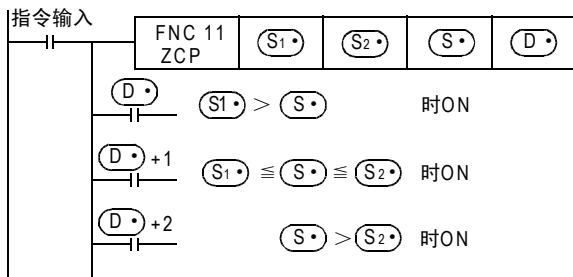 指令输入
FNC 11 ZCP S1• S2• S• D•
D•
S1• > S• 时ON
D• +1
S1• ≦ S• ≦ S2• 时ON
D• +2
S• > S2• 时ON